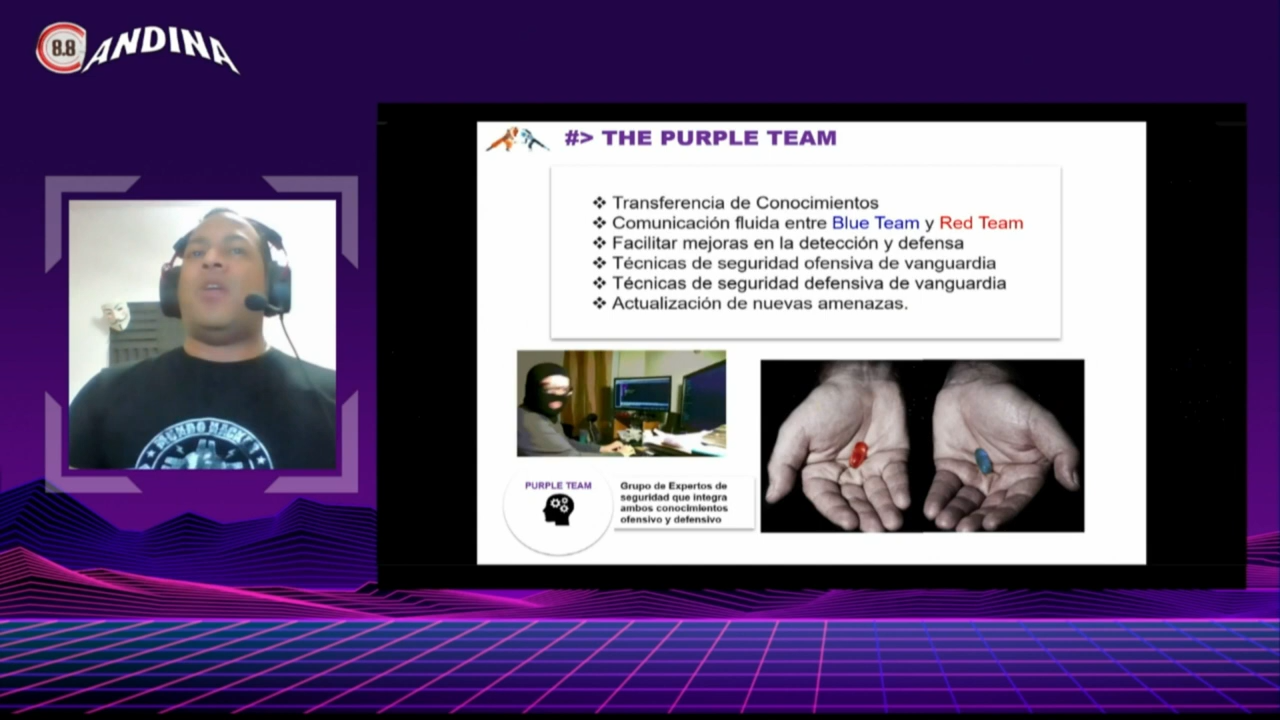 8.8 ANDINA
#> THE PURPLE TEAM
❖ Transferencia de Conocimientos
❖ Comunicación fluida entre Blue Team y Red Team
❖ Facilitar mejoras en la detección y defensa
❖ Técnicas de seguridad ofensiva de vanguardia
❖ Técnicas de seguridad defensiva de vanguardia
❖ Actualización de nuevas amenazas.
PURPLE TEAM
Grupo de Expertos de
seguridad que integra
ambos conocimientos
ofensivo y defensivo
MUNDO HACK